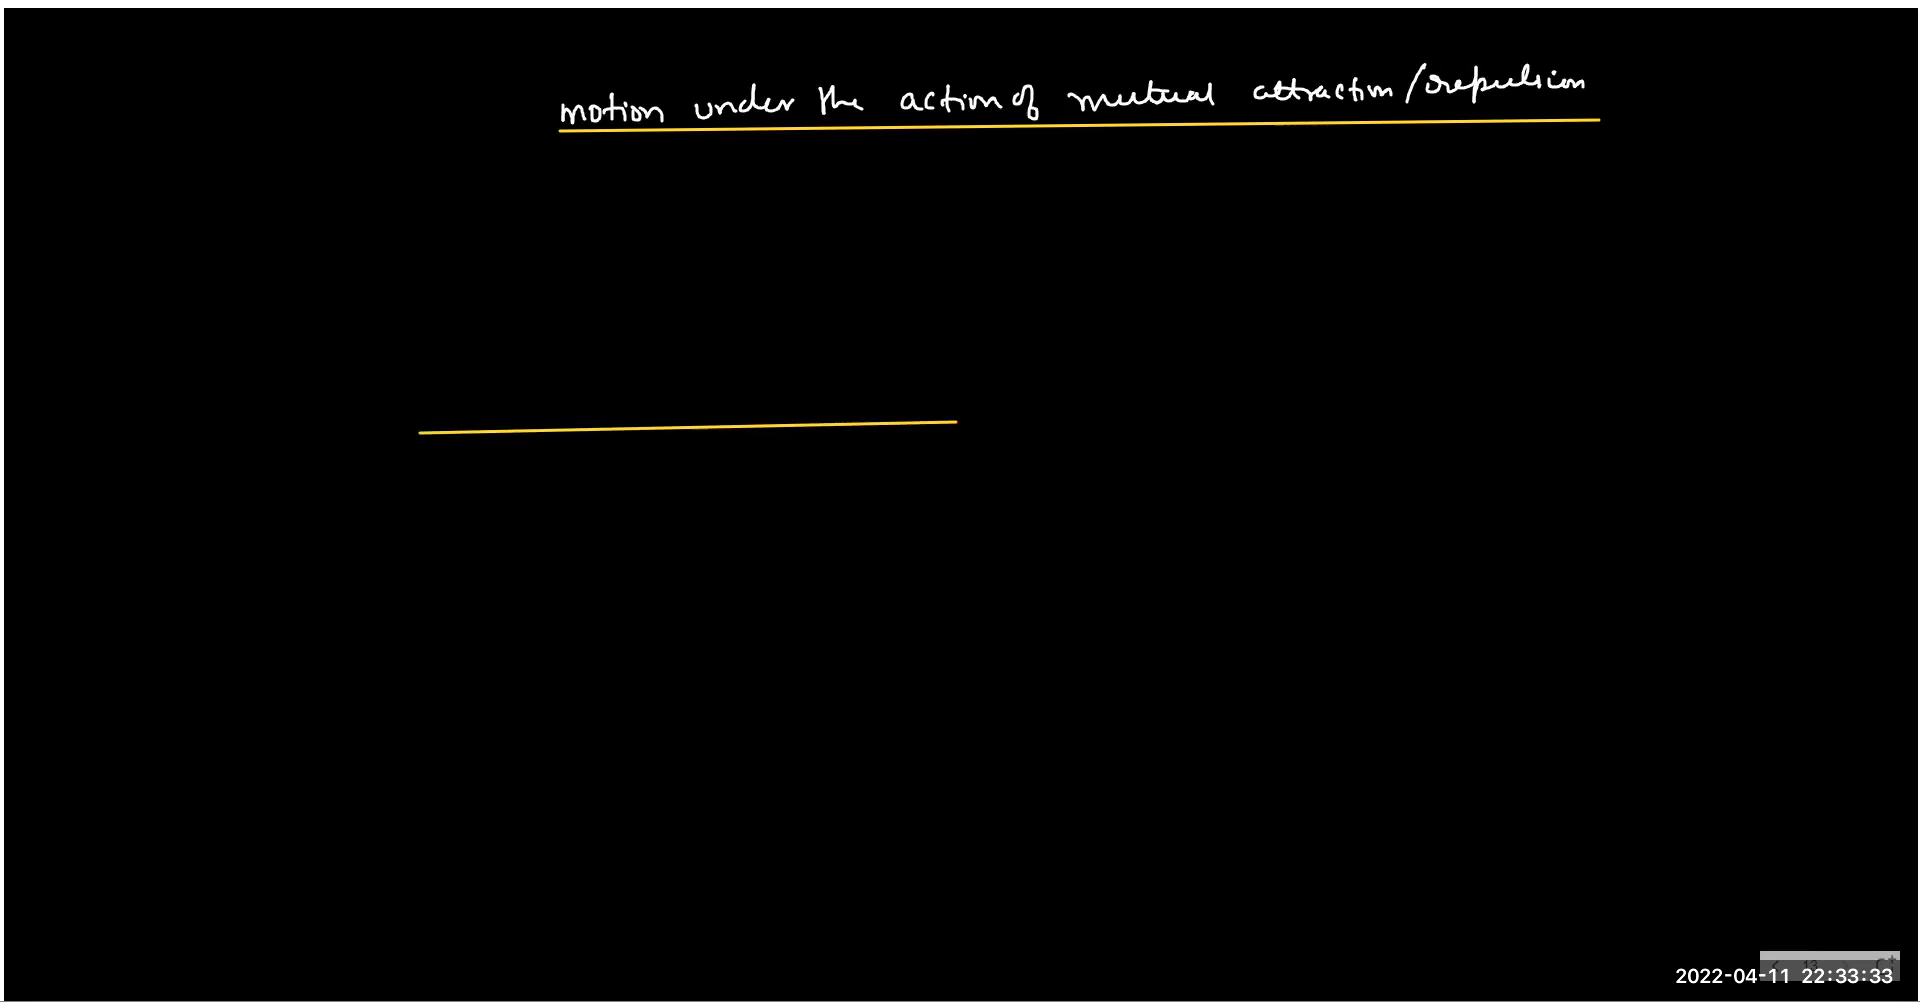 motion under the action of mutual attraction/repulsion
2022-04-11 22:33:33